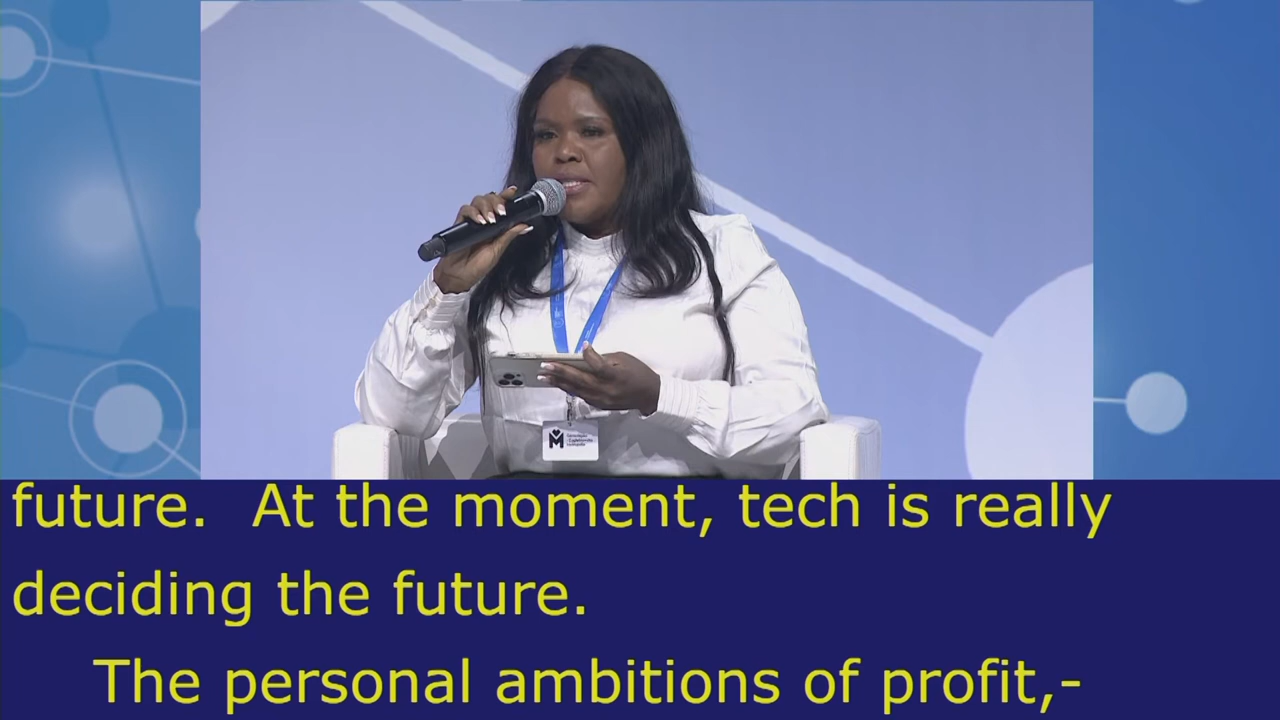 future.  At the moment, tech is really
deciding the future.
The personal ambitions of profit,-